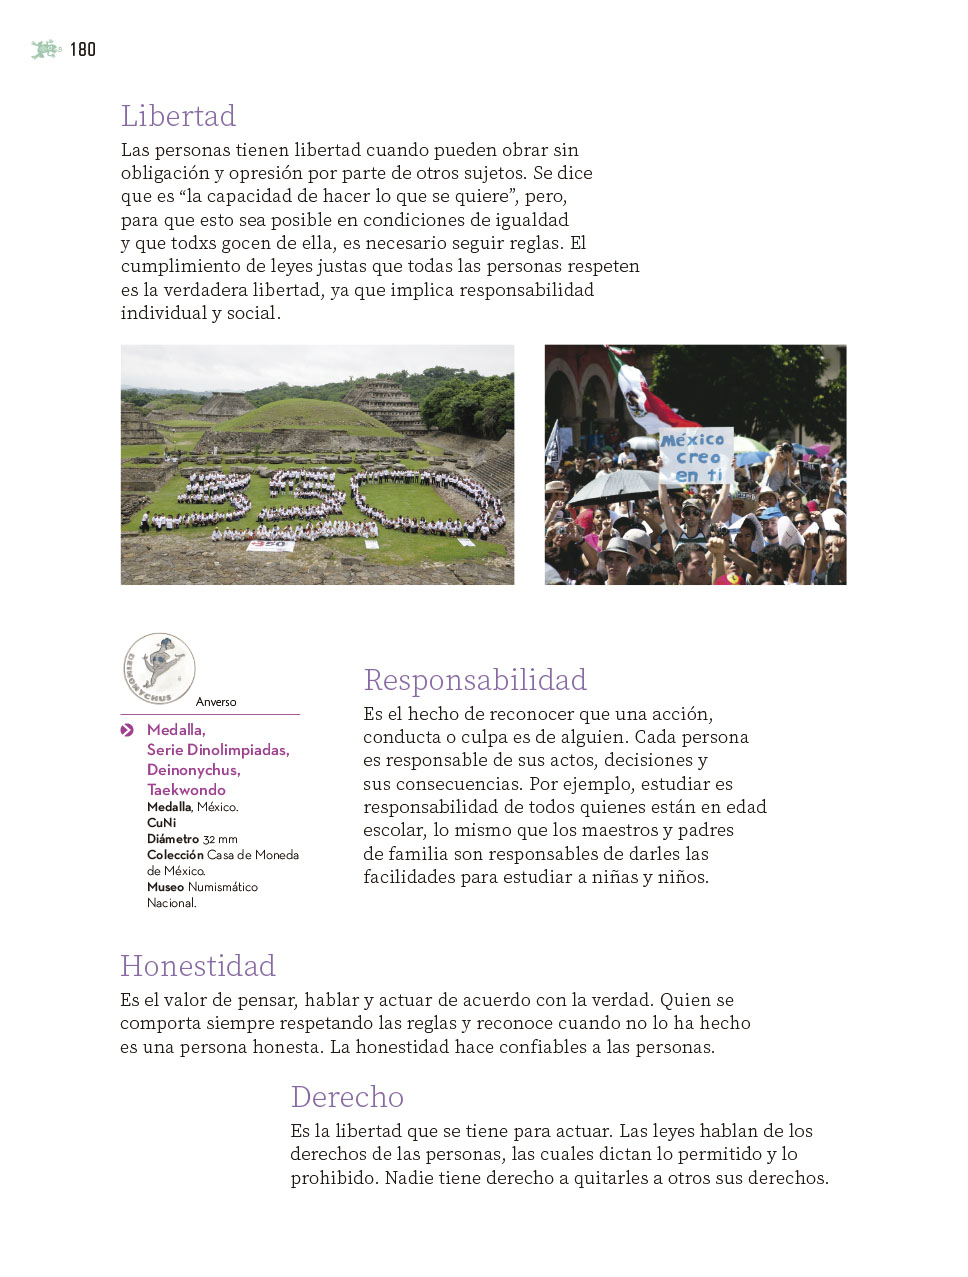 180
Libertad
Las personas tienen libertad cuando pueden obrar sin
obligación y opresión por parte de otros sujetos. Se dice
que es “la capacidad de hacer lo que se quiere”, pero,
para que esto sea posible en condiciones de igualdad
y que todxs gocen de ella, es necesario seguir reglas. El
cumplimiento de leyes justas que todas las personas respeten
es la verdadera libertad, ya que implica responsabilidad
individual y social.
350
350
México
creo
en ti
DEINONYCHUS
Anverso
Medalla,
Serie Dinolimpiadas,
Deinonychus,
Taekwondo
Medalla, México.
CuNi
Diámetro 32 mm
Colección Casa de Moneda
de México.
Museo Numismático
Nacional.
Responsabilidad
Es el hecho de reconocer que una acción,
conducta o culpa es de alguien. Cada persona
es responsable de sus actos, decisiones y
sus consecuencias. Por ejemplo, estudiar es
responsabilidad de todos quienes están en edad
escolar, lo mismo que los maestros y padres
de familia son responsables de darles las
facilidades para estudiar a niñas y niños.
Honestidad
Es el valor de pensar, hablar y actuar de acuerdo con la verdad. Quien se
comporta siempre respetando las reglas y reconoce cuando no lo ha hecho
es una persona honesta. La honestidad hace confiables a las personas.
Derecho
Es la libertad que se tiene para actuar. Las leyes hablan de los
derechos de las personas, las cuales dictan lo permitido y lo
prohibido. Nadie tiene derecho a quitarles a otros sus derechos.